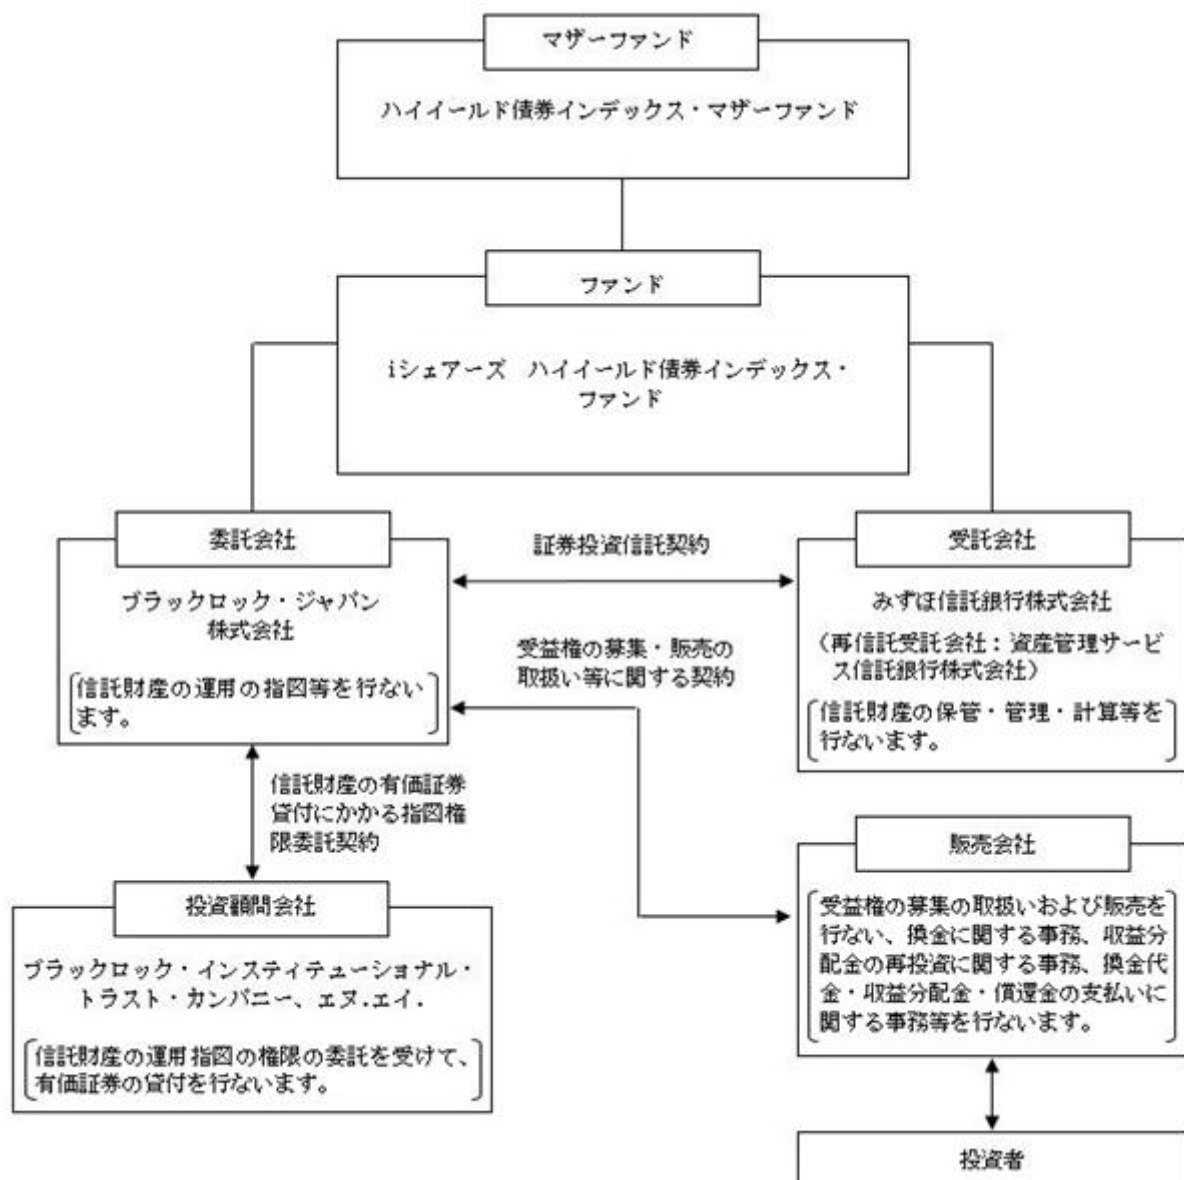 マザーファンド
ハイイールド債券インデックス・マザーファンド
ファンド
iシェアーズ　ハイイールド債券インデックス・
ファンド
委託会社
ブラックロック・ジャパン
株式会社
信託財産の運用の指図等を行ない
ます。
証券投資信託契約
受益権の募集・販売の
取扱い等に関する契約
受託会社
みずほ信託銀行株式会社
（再信託受託会社：資産管理サービ
ス信託銀行株式会社）
信託財産の保管・管理・計算等を
行ないます。
信託財産の有価証券
貸付にかかる指図権
限委託契約
投資顧問会社
ブラックロック・インスティテューショナル・
トラスト・カンパニー、エヌ.エイ.
信託財産の運用指図の権限の委託を受けて、
有価証券の貸付を行ないます。
販売会社
受益権の募集の取扱いおよび販売を
行ない、換金に関する事務、収益分
配金の再投資に関する事務、換金代
金・収益分配金・償還金の支払いに
関する事務等を行ないます。
投資者